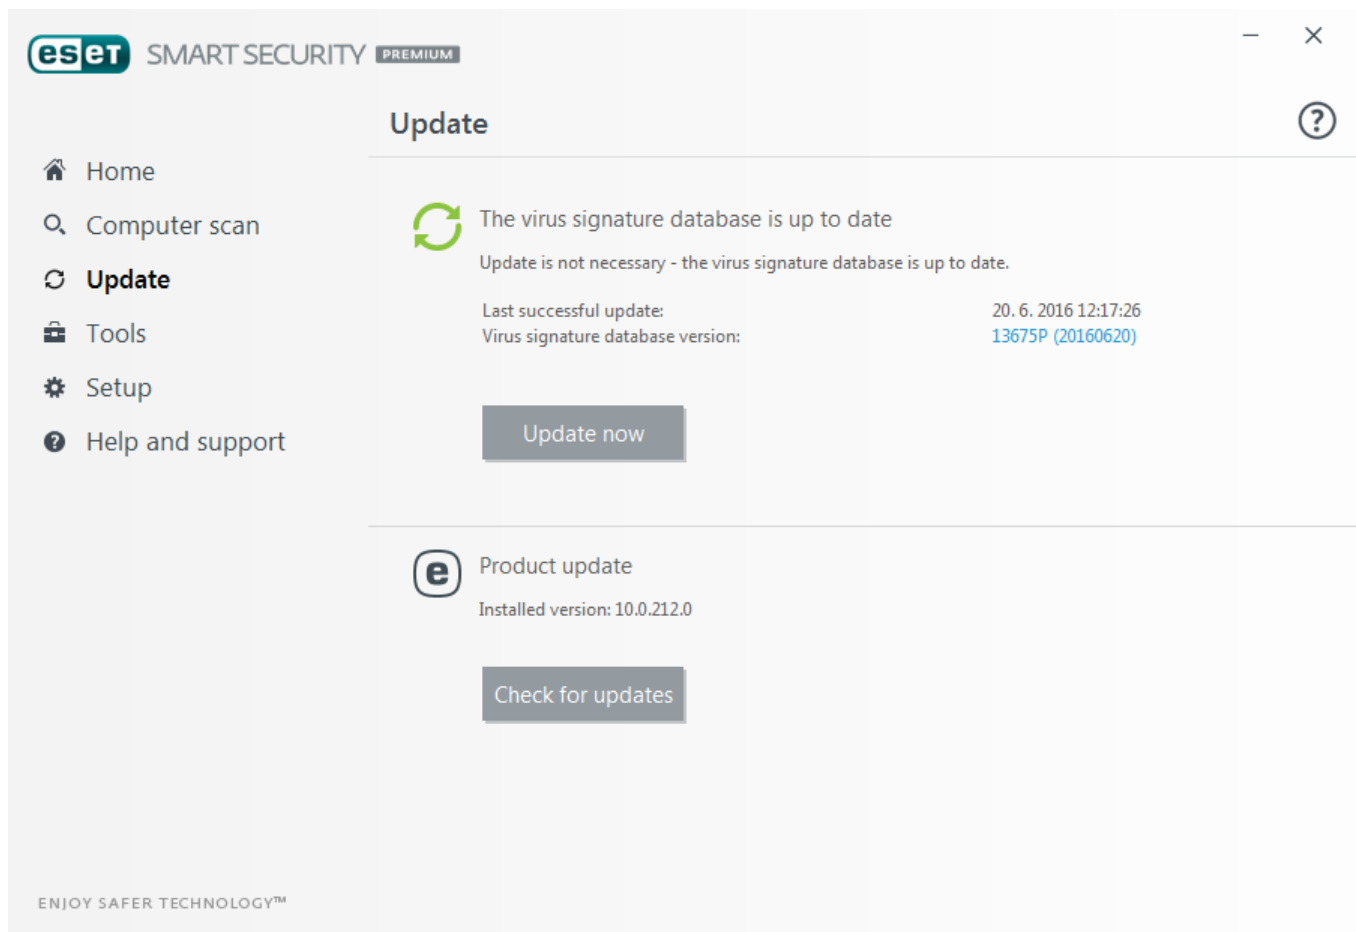 eset SMART SECURITY PREMIUM
Update
Home
Computer scan
Update
Tools
Setup
Help and support
The virus signature database is up to date
Update is not necessary - the virus signature database is up to date.
Last successful update: 20. 6. 2016 12:17:26
Virus signature database version: 13675P (20160620)
Update now
e Product update
Installed version: 10.0.212.0
Check for updates
ENJOY SAFER TECHNOLOGY™